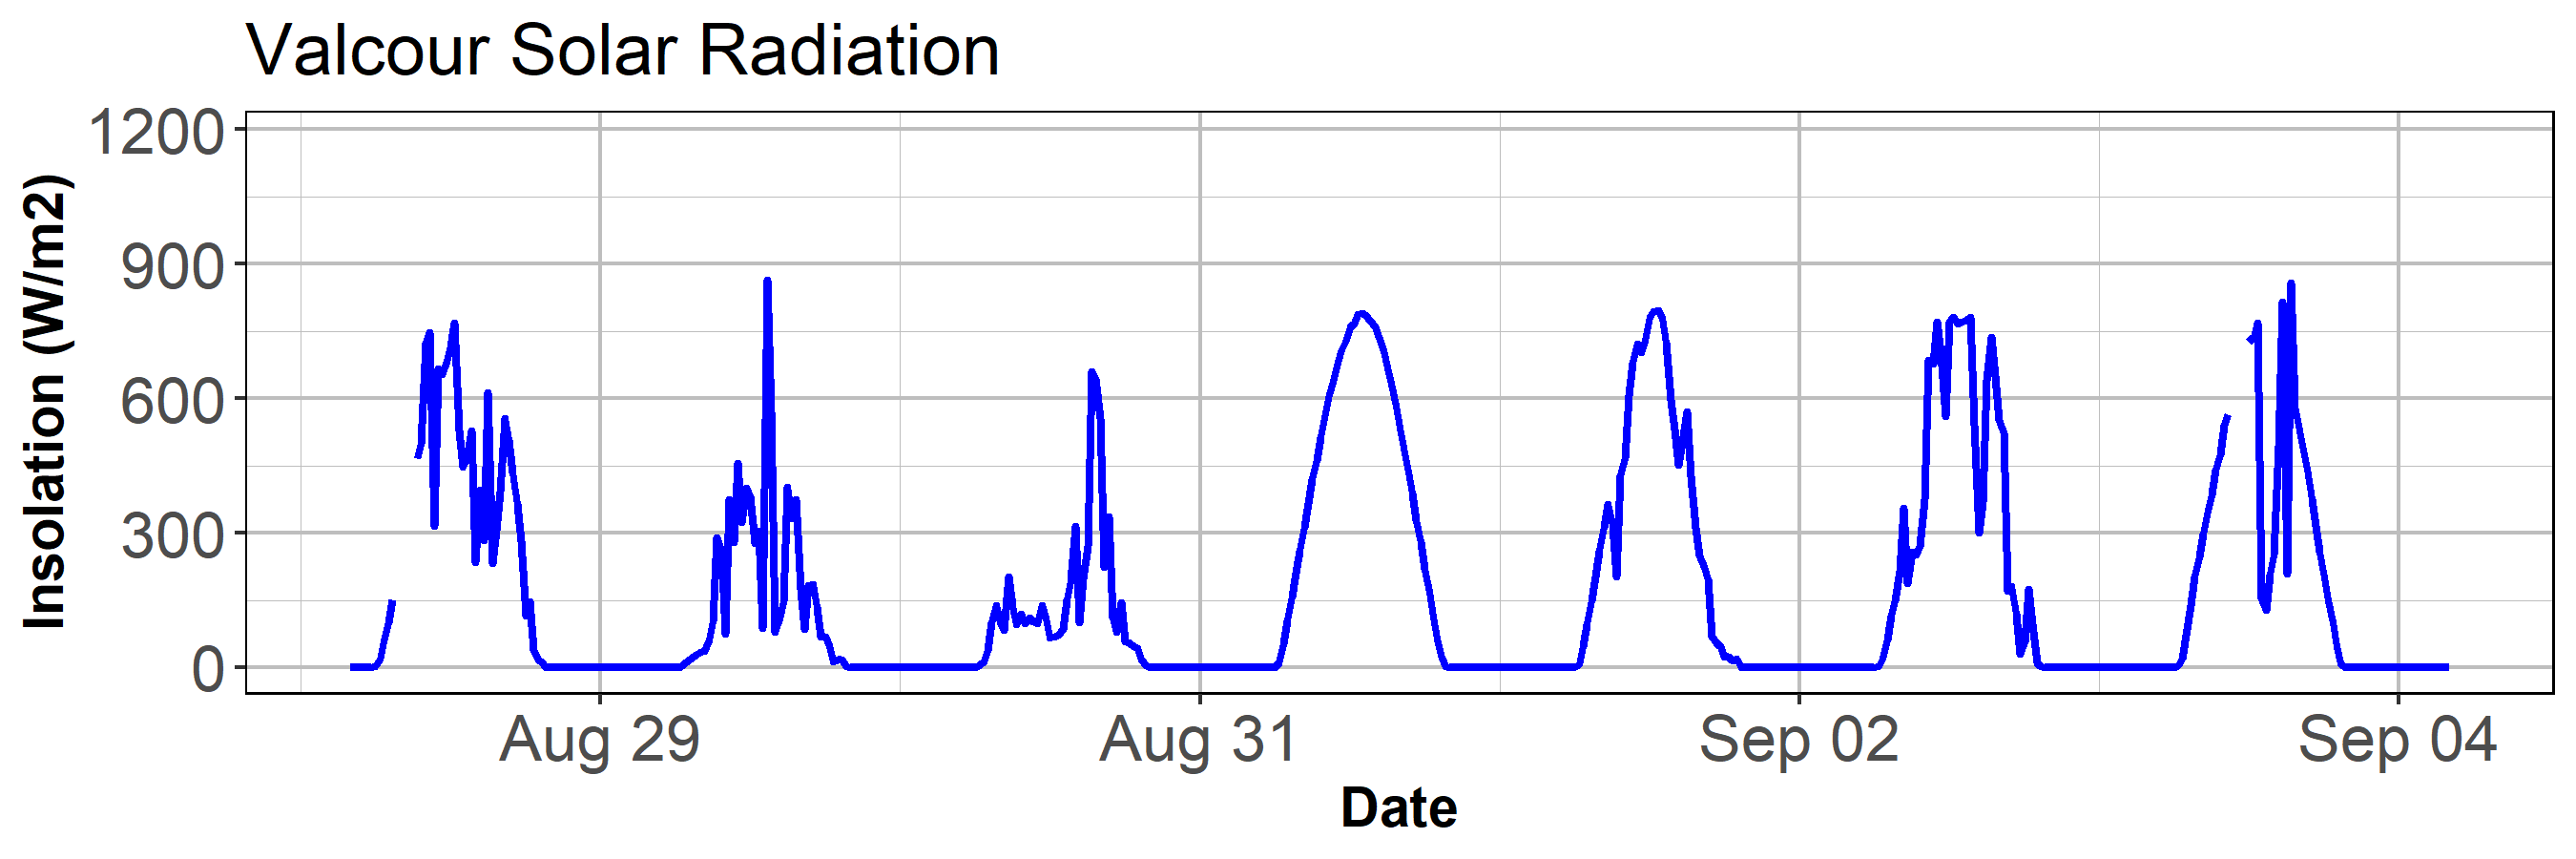 Valcour Solar Radiation
1200
900
600
300
0
Insolation (W/m2)
Aug 29
Aug 31
Sep 02
Sep 04
Date